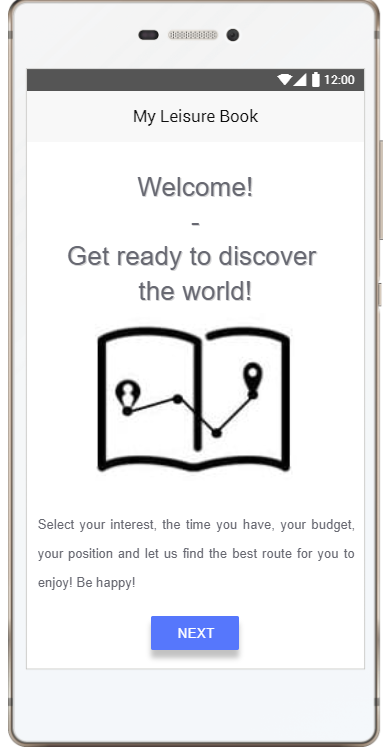 12:00
My Leisure Book
Welcome!
-
Get ready to discover
the world!
Select your interest, the time you have, your budget,
your position and let us find the best route for you to
enjoy! Be happy!
NEXT